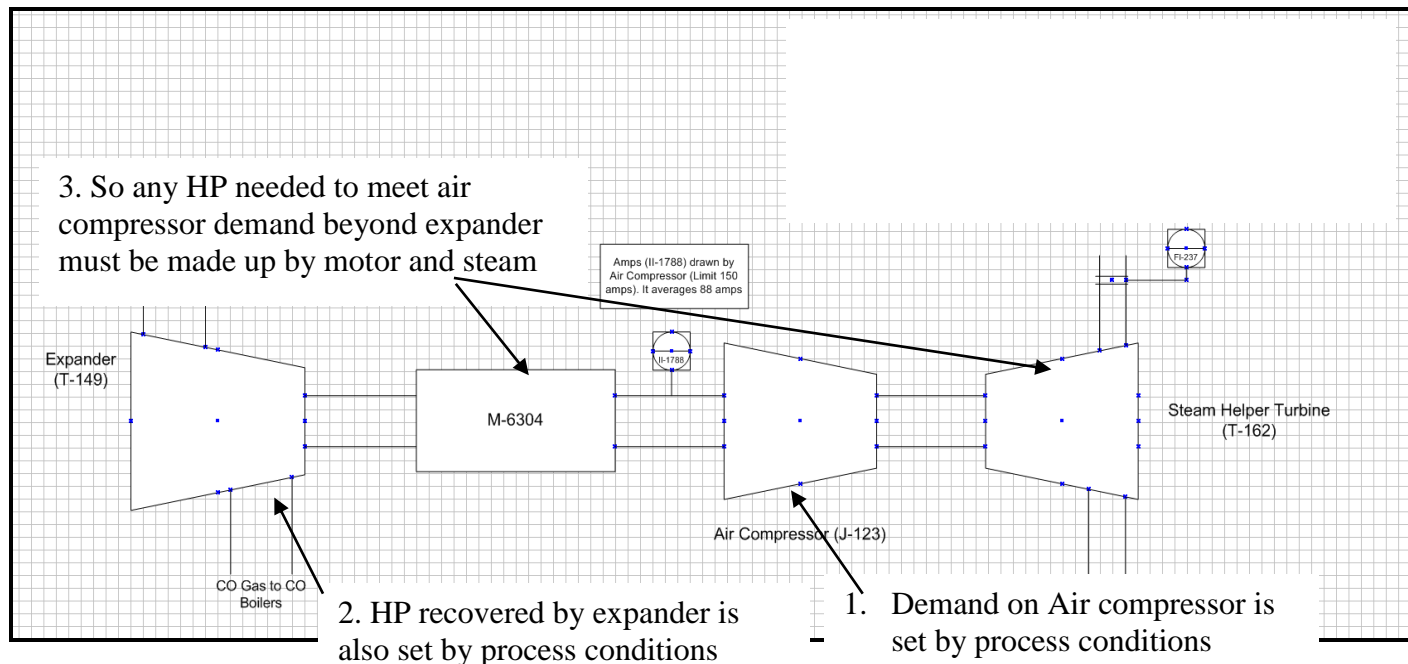 3. So any HP needed to meet air
compressor demand beyond expander
must be made up by motor and steam
Amps (II-1788) drawn by
Air Compressor (Limit 150
amps). It averages 88 amps
FI-237
Expander
(T-149)
II-1788
M-6304
Steam Helper Turbine
(T-162)
Air Compressor (J-123)
CO Gas to CO
Boilers
2. HP recovered by expander is
also set by process conditions
1. Demand on Air compressor is
set by process conditions